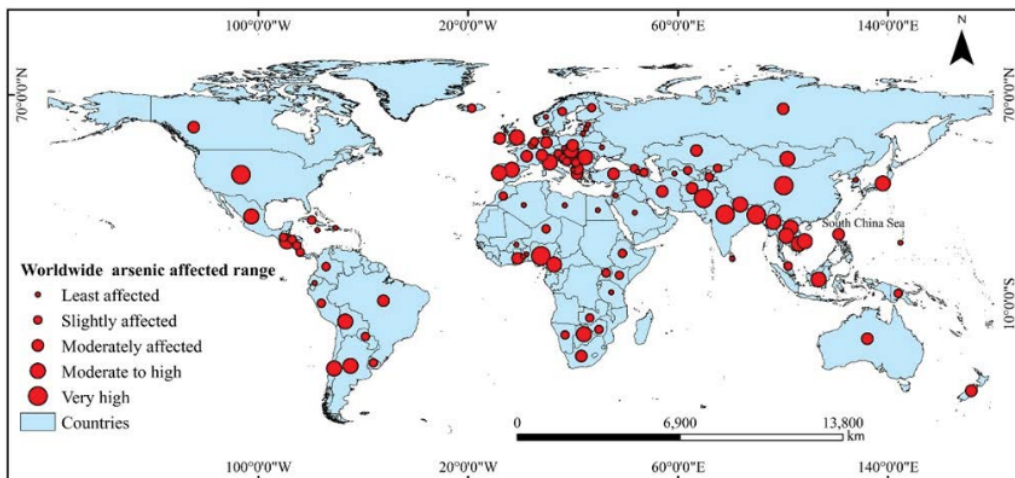 100°0'0"W 20°0'0"W 60°0'0"E 140°0'0"E
N
70°0'0"N 70°0'0"N
South China Sea
Worldwide arsenic affected range
Least affected
Slightly affected
Moderately affected
Moderate to high
Very high
Countries
10°0'0"S 10°0'0"S
0 6,900 13,800
km
100°0'0"W 20°0'0"W 60°0'0"E 140°0'0"E